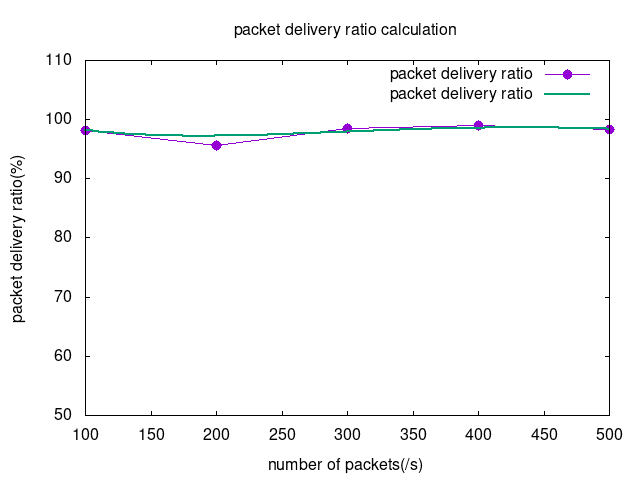 packet delivery ratio calculation
packet delivery ratio
packet delivery ratio
110
100
90
80
70
60
50
packet delivery ratio(%)
100 150 200 250 300 350 400 450 500
number of packets(/s)